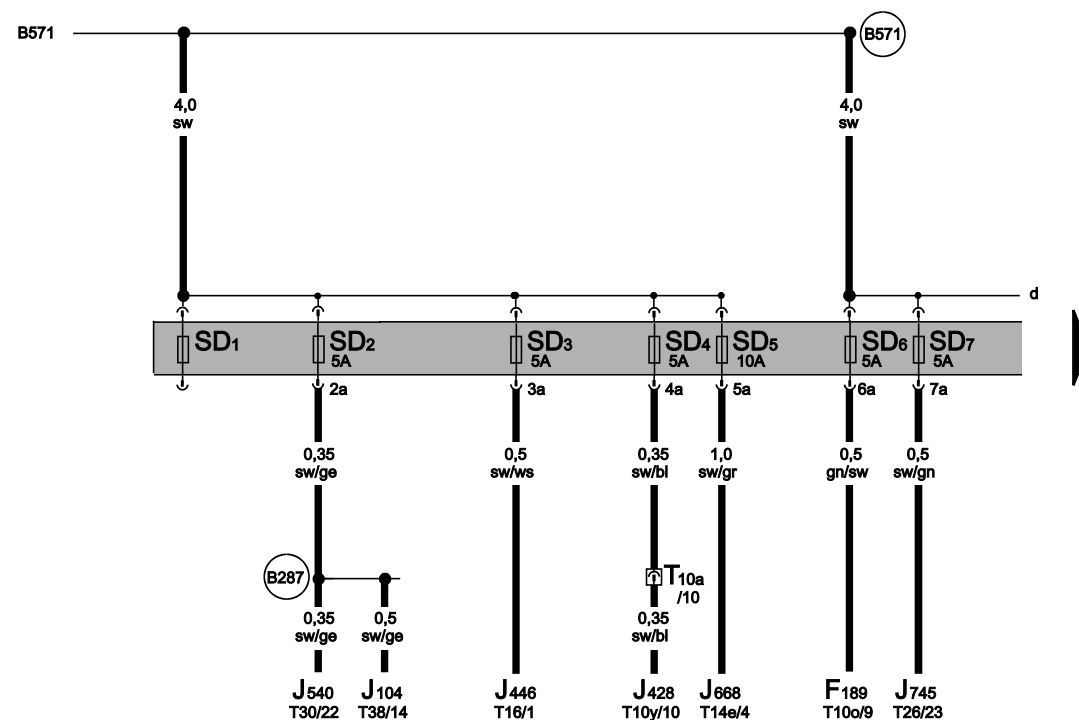 B571 B571
4,0 4,0
sw sw
d
SD1 SD2 SD3 SD4 SD5 SD6 SD7
5A 5A 5A 10A 5A 5A
2a 3a 4a 5a 6a 7a
0,35 0,5 0,35 1,0 0,5 0,5
sw/ge sw/ws sw/bl sw/gr gn/sw sw/gn
B287 T10a
/10
0,35 0,5 0,35
sw/ge sw/ge sw/bl
J540 J104 J446 J428 J668 F189 J745
T30/22 T38/14 T16/1 T10y/10 T14e/4 T10o/9 T26/23